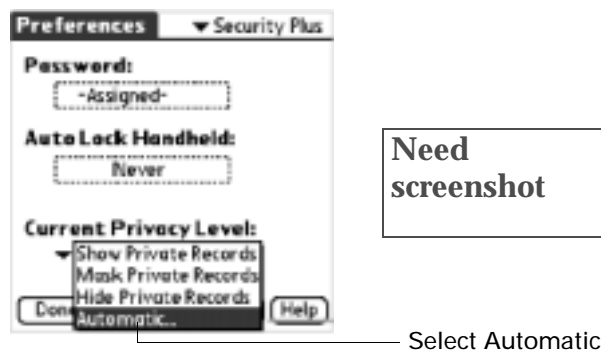 Preferences ▼ Security Plus
Password:
-Assigned-
Auto Lock Handheld:
Never
Current Privacy Level:
Show Private Records
Mask Private Records
Hide Private Records
Automatic...
Help
Need
screenshot
Select Automatic